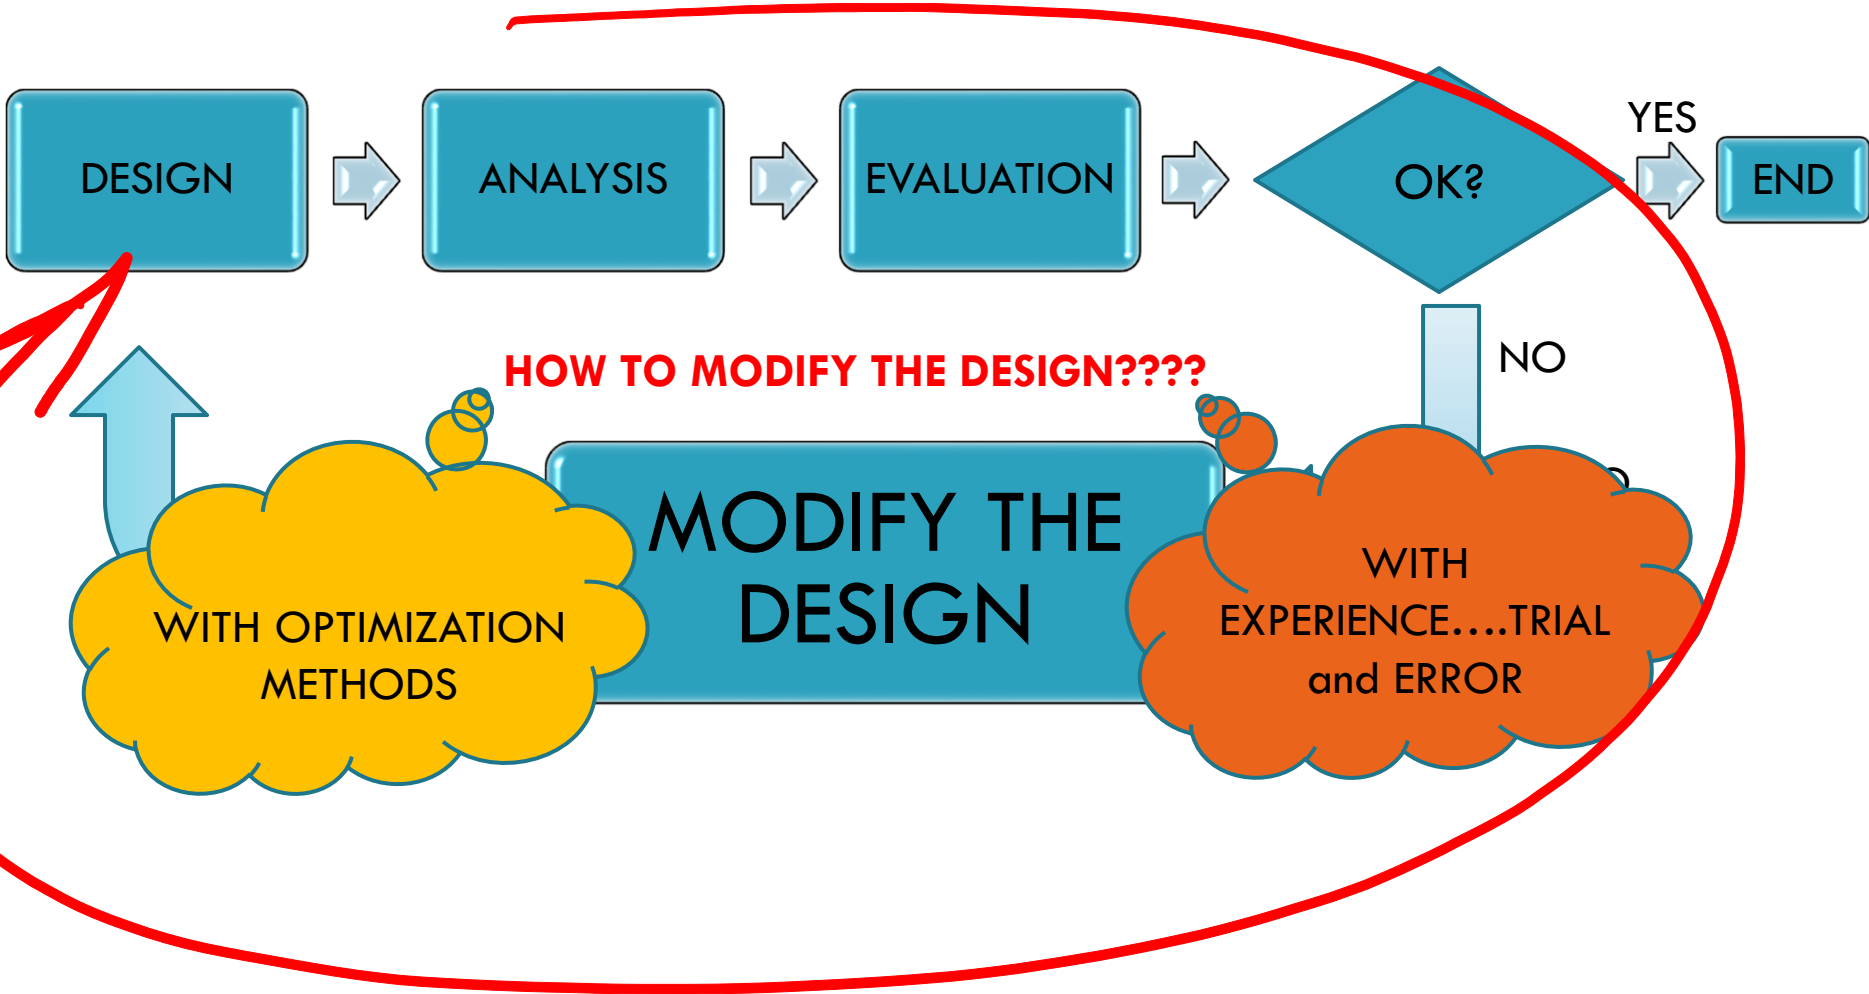 DESIGN
ANALYSIS
EVALUATION
OK?
YES
END
NO
HOW TO MODIFY THE DESIGN????
MODIFY THE
DESIGN
WITH OPTIMIZATION
METHODS
WITH
EXPERIENCE....TRIAL
and ERROR